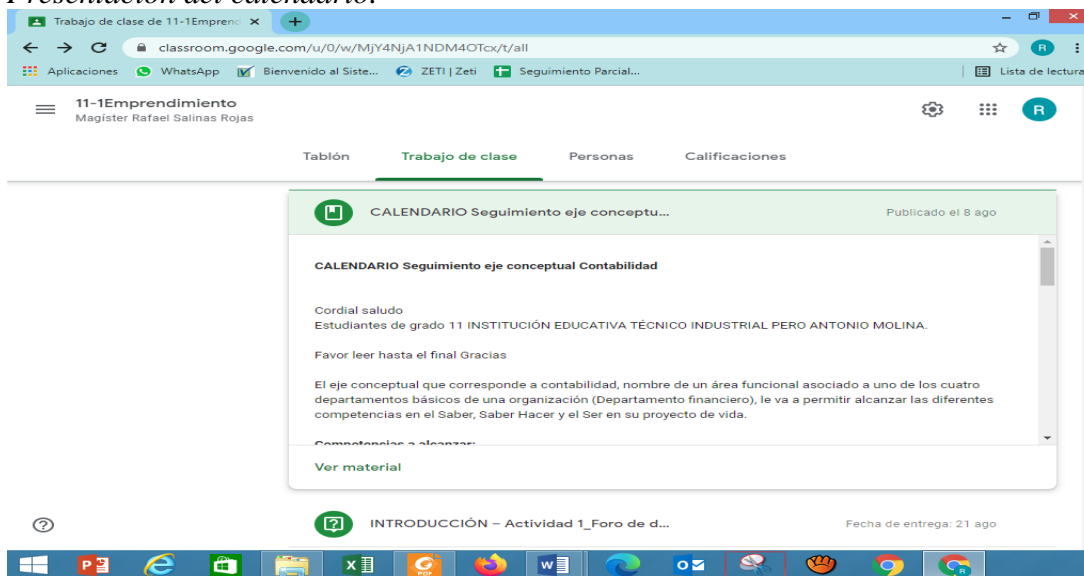 Presentación del calendario.
Trabajo de clase de 11-1Emprend
classroom.google.com/u/0/w/MjY4NjA1NDM4OTcx/t/all
R
Aplicaciones WhatsApp Bienvenido al Siste... ZETI | Zeti Seguimiento Parcial... Lista de lectura
11-1Emprendimiento
Magíster Rafael Salinas Rojas
R
Tablón Trabajo de clase Personas Calificaciones
CALENDARIO Seguimiento eje conceptu... Publicado el 8 ago
CALENDARIO Seguimiento eje conceptual Contabilidad
Cordial saludo
Estudiantes de grado 11 INSTITUCIÓN EDUCATIVA TÉCNICO INDUSTRIAL PERO ANTONIO MOLINA.
Favor leer hasta el final Gracias
El eje conceptual que corresponde a contabilidad, nombre de un área funcional asociado a uno de los cuatro
departamentos básicos de una organización (Departamento financiero), le va a permitir alcanzar las diferentes
competencias en el Saber, Saber Hacer y el Ser en su proyecto de vida.
Competencias a alcanzar:
Ver material
INTRODUCCIÓN – Actividad 1_Foro de d... Fecha de entrega: 21 ago